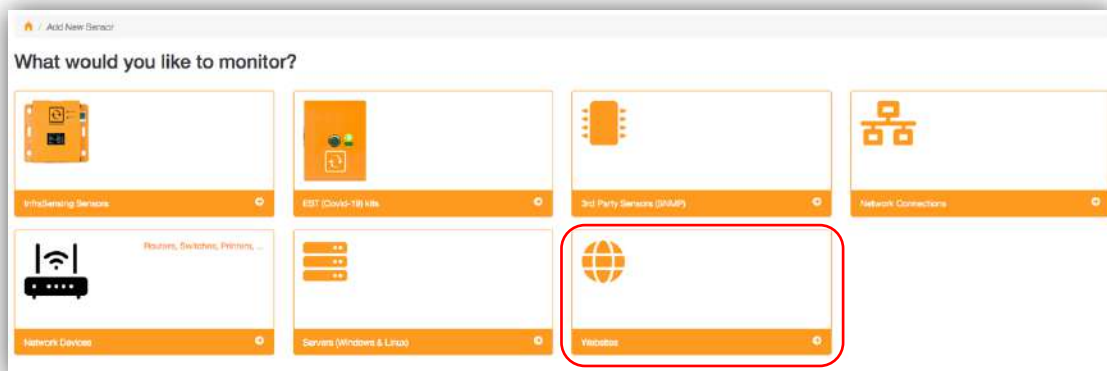 / Add New Sensor
What would you like to monitor?
InfraSensing Sensors
EST (Covid-19) kits
3rd Party Sensors (SNMP)
Network Connections
Routers, Switches, Printers, ...
Network Devices
Servers (Windows & Linux)
Websites